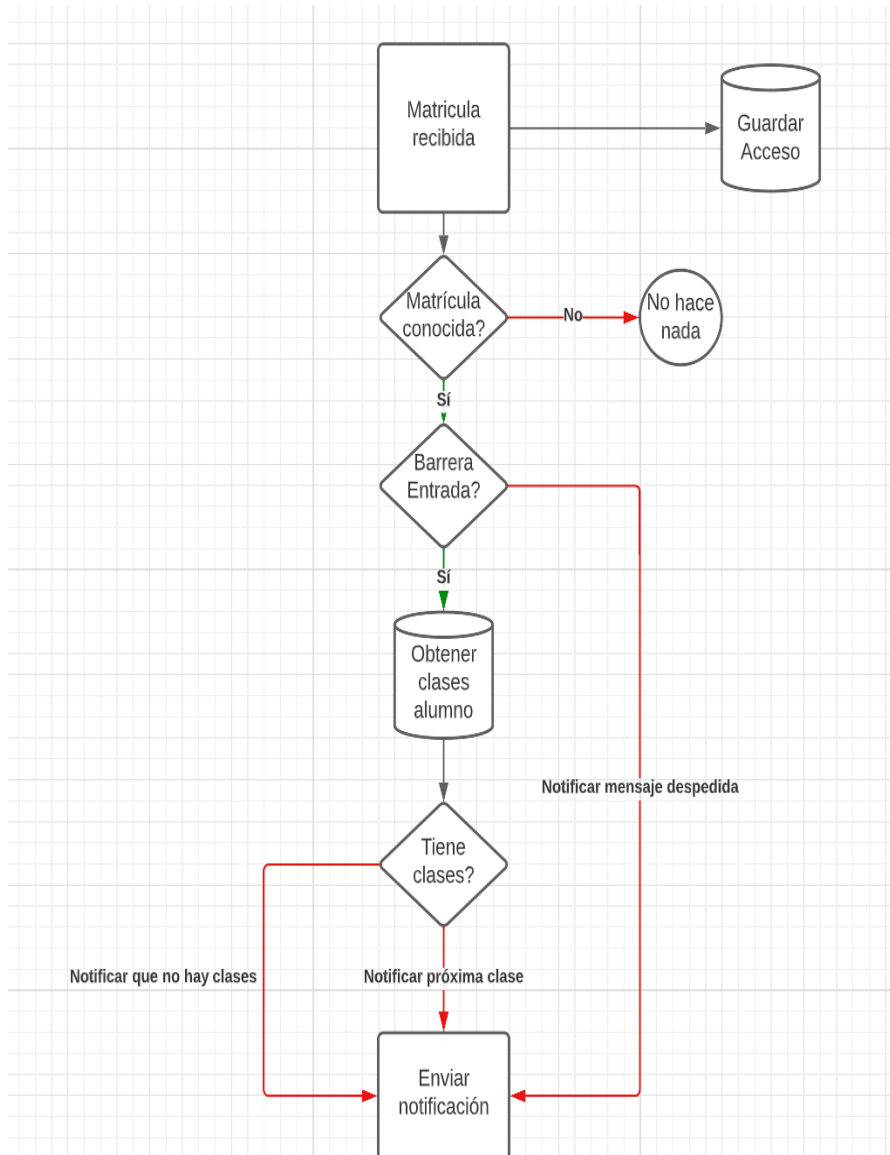 Matricula
recibida
Guardar
Acceso
Matrícula
conocida?
No
No hace
nada
Sí
Barrera
Entrada?
Sí
Obtener
clases
alumno
Notificar mensaje despedida
Tiene
clases?
Notificar que no hay clases
Notificar próxima clase
Enviar
notificación